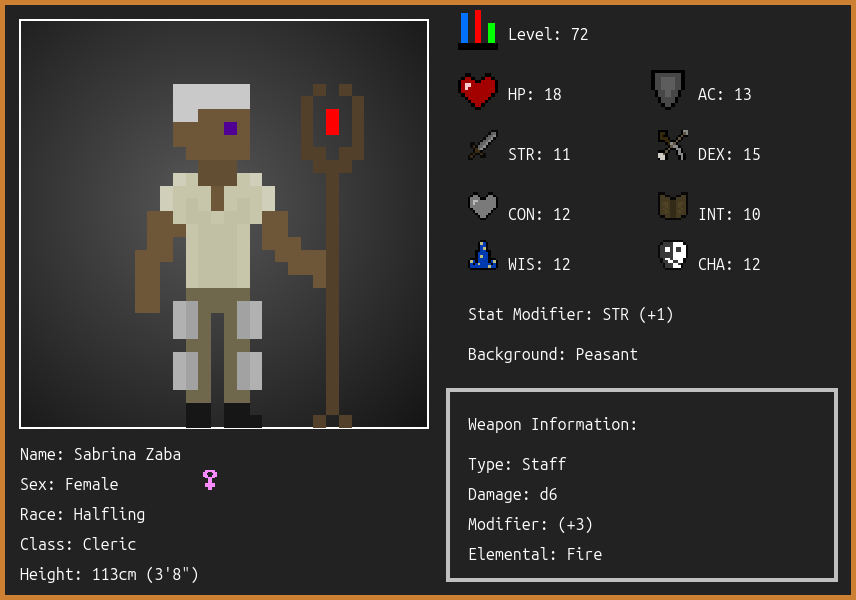 Level: 72
HP: 18
AC: 13
STR: 11
DEX: 15
CON: 12
INT: 10
WIS: 12
CHA: 12
Stat Modifier: STR (+1)
Background: Peasant
Weapon Information:
Type: Staff
Damage: d6
Modifier: (+3)
Elemental: Fire
Name: Sabrina Zaba
Sex: Female
Race: Halfling
Class: Cleric
Height: 113cm (3'8")